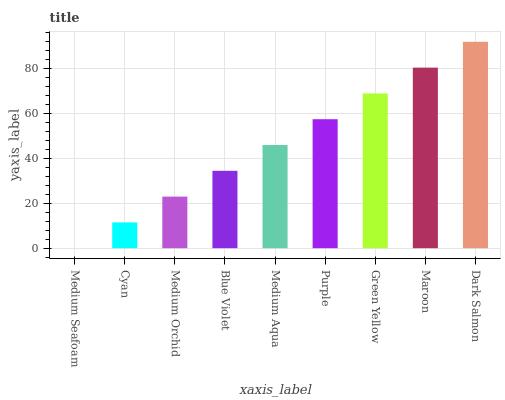 title
yaxis_label
80
60
40
20
0
Medium Seafoam
Cyan
Medium Orchid
Blue Violet
Medium Aqua
Purple
Green Yellow
Maroon
Dark Salmon
xaxis_label